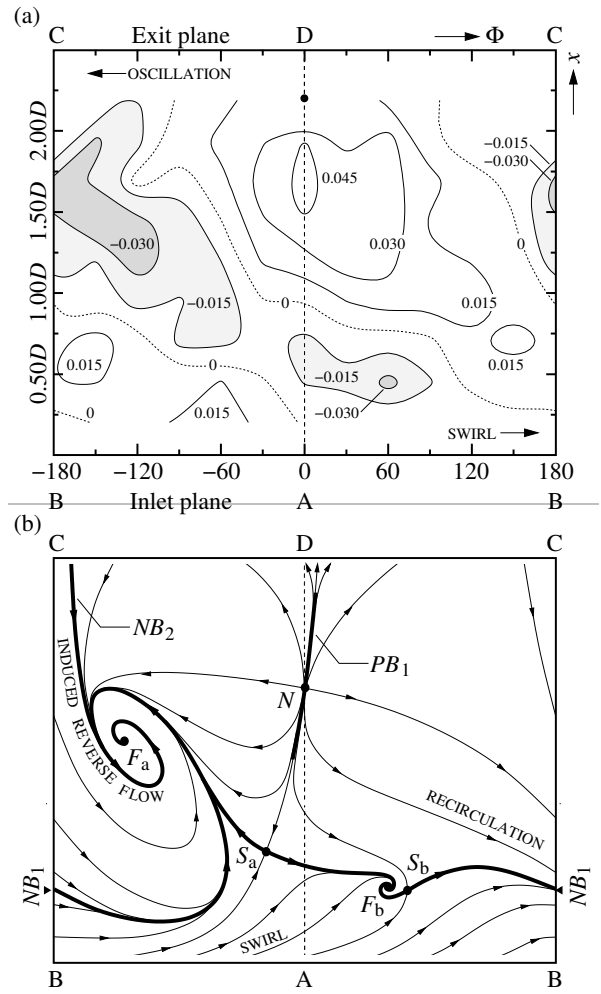 (a)
C Exit plane D Φ C
OSCILLATION
x
2.00D
1.50D
1.00D
0.50D
−0.015
−0.030
0.045
−0.030
0.030
0
−0.015
0
0.015
0.015
0
−0.015
0.015
−0.030
0
0.015
SWIRL
−180 −120 −60 0 60 120 180
B Inlet plane A B
(b)
C D C
NB2
PB1
INDUCED REVERSE FLOW
N
Fa
RECIRCULATION
Sa
Sb
NB1
NB1
Fb
SWIRL
B A B